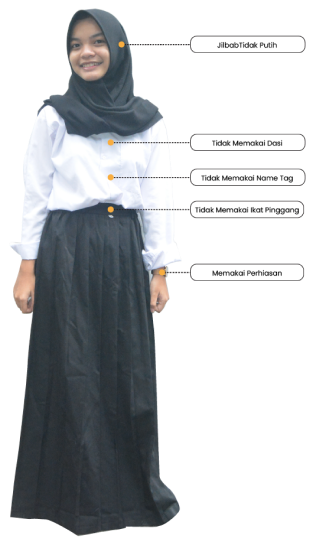 JilbabTidak Putih
Tidak Memakai Dasi
Tidak Memakai Name Tag
Tidak Memakai Ikat Pinggang
Memakai Perhiasan